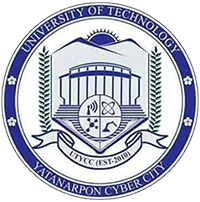 UNIVERSITY OF TECHNOLOGY
UTYCC (EST-2010)
YATANARPON CYBER CITY